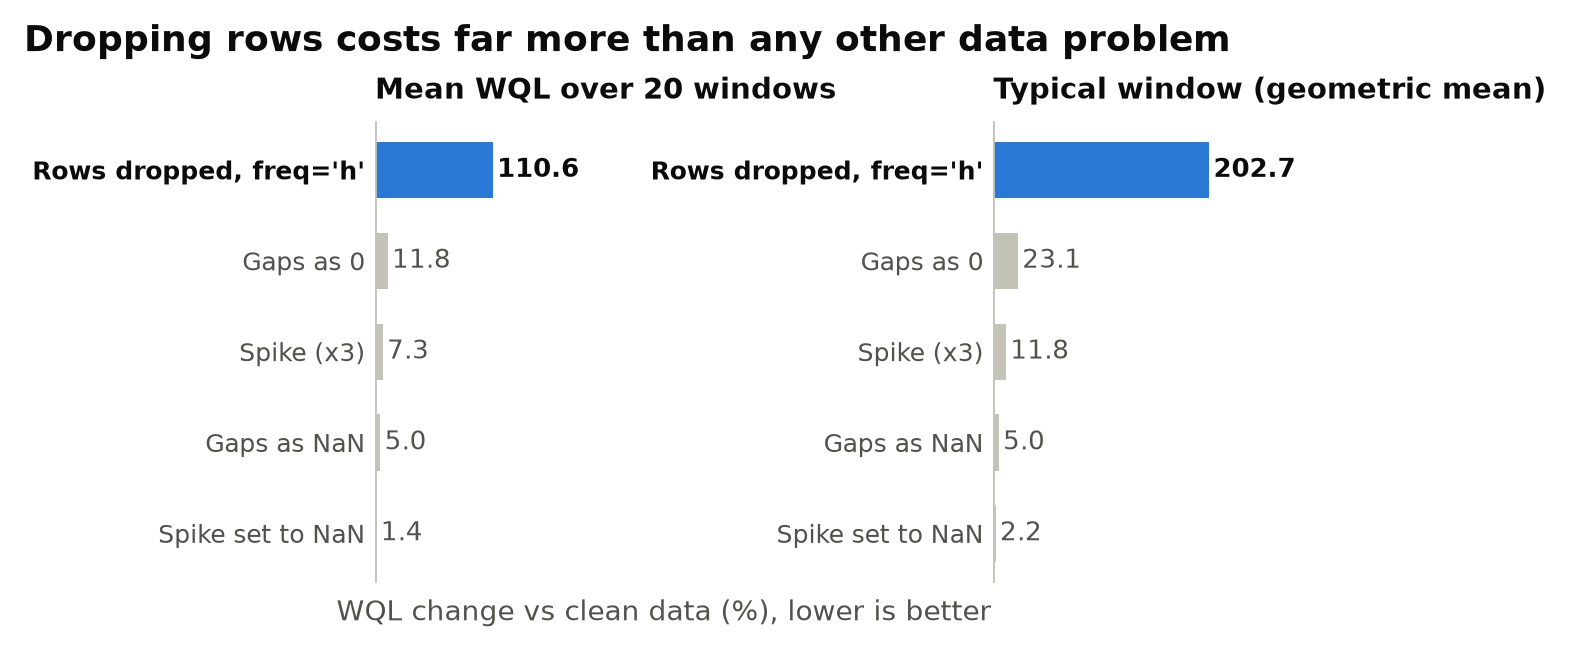 Dropping rows costs far more than any other data problem
Mean WQL over 20 windows
Rows dropped, freq='h' 110.6
Gaps as 0 11.8
Spike (x3) 7.3
Gaps as NaN 5.0
Spike set to NaN 1.4
Typical window (geometric mean)
Rows dropped, freq='h' 202.7
Gaps as 0 23.1
Spike (x3) 11.8
Gaps as NaN 5.0
Spike set to NaN 2.2
WQL change vs clean data (%), lower is better